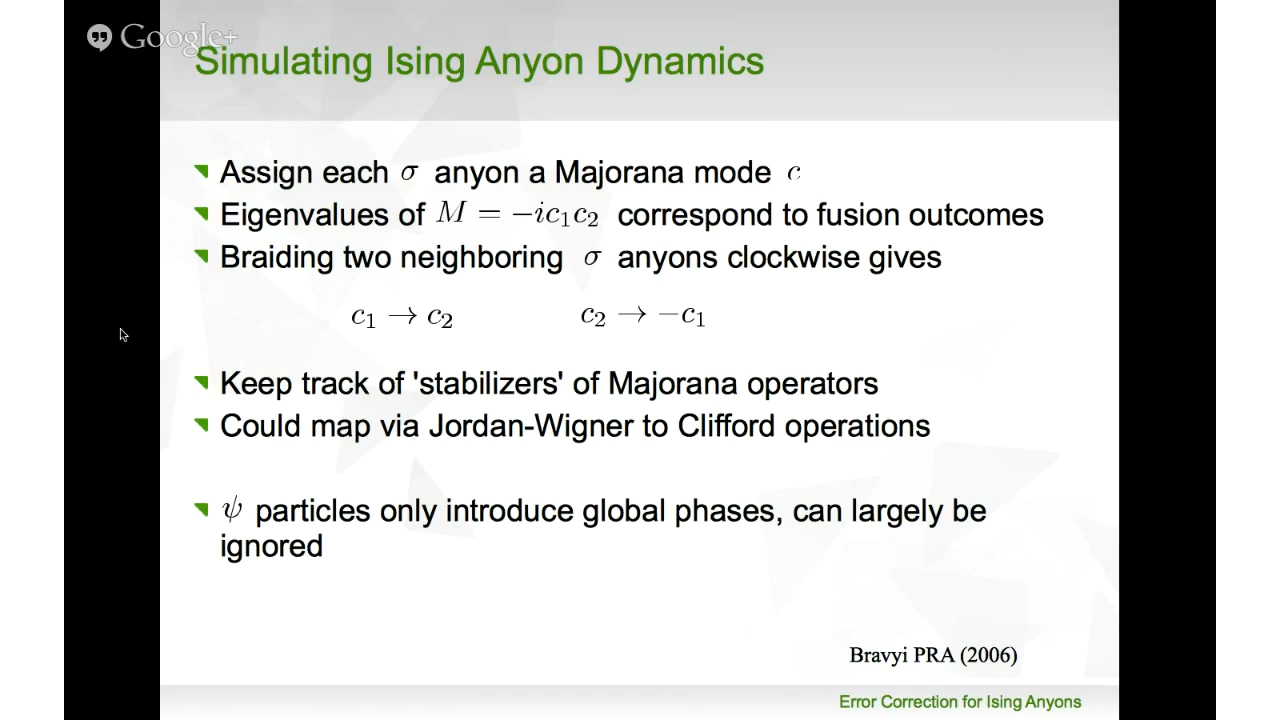 Google+
Simulating Ising Anyon Dynamics
Assign each σ anyon a Majorana mode c
Eigenvalues of M = −ic₁c₂ correspond to fusion outcomes
Braiding two neighboring σ anyons clockwise gives
c₁ → c₂ c₂ → −c₁
Keep track of 'stabilizers' of Majorana operators
Could map via Jordan-Wigner to Clifford operations
ψ particles only introduce global phases, can largely be
ignored
Bravyi PRA (2006)
Error Correction for Ising Anyons